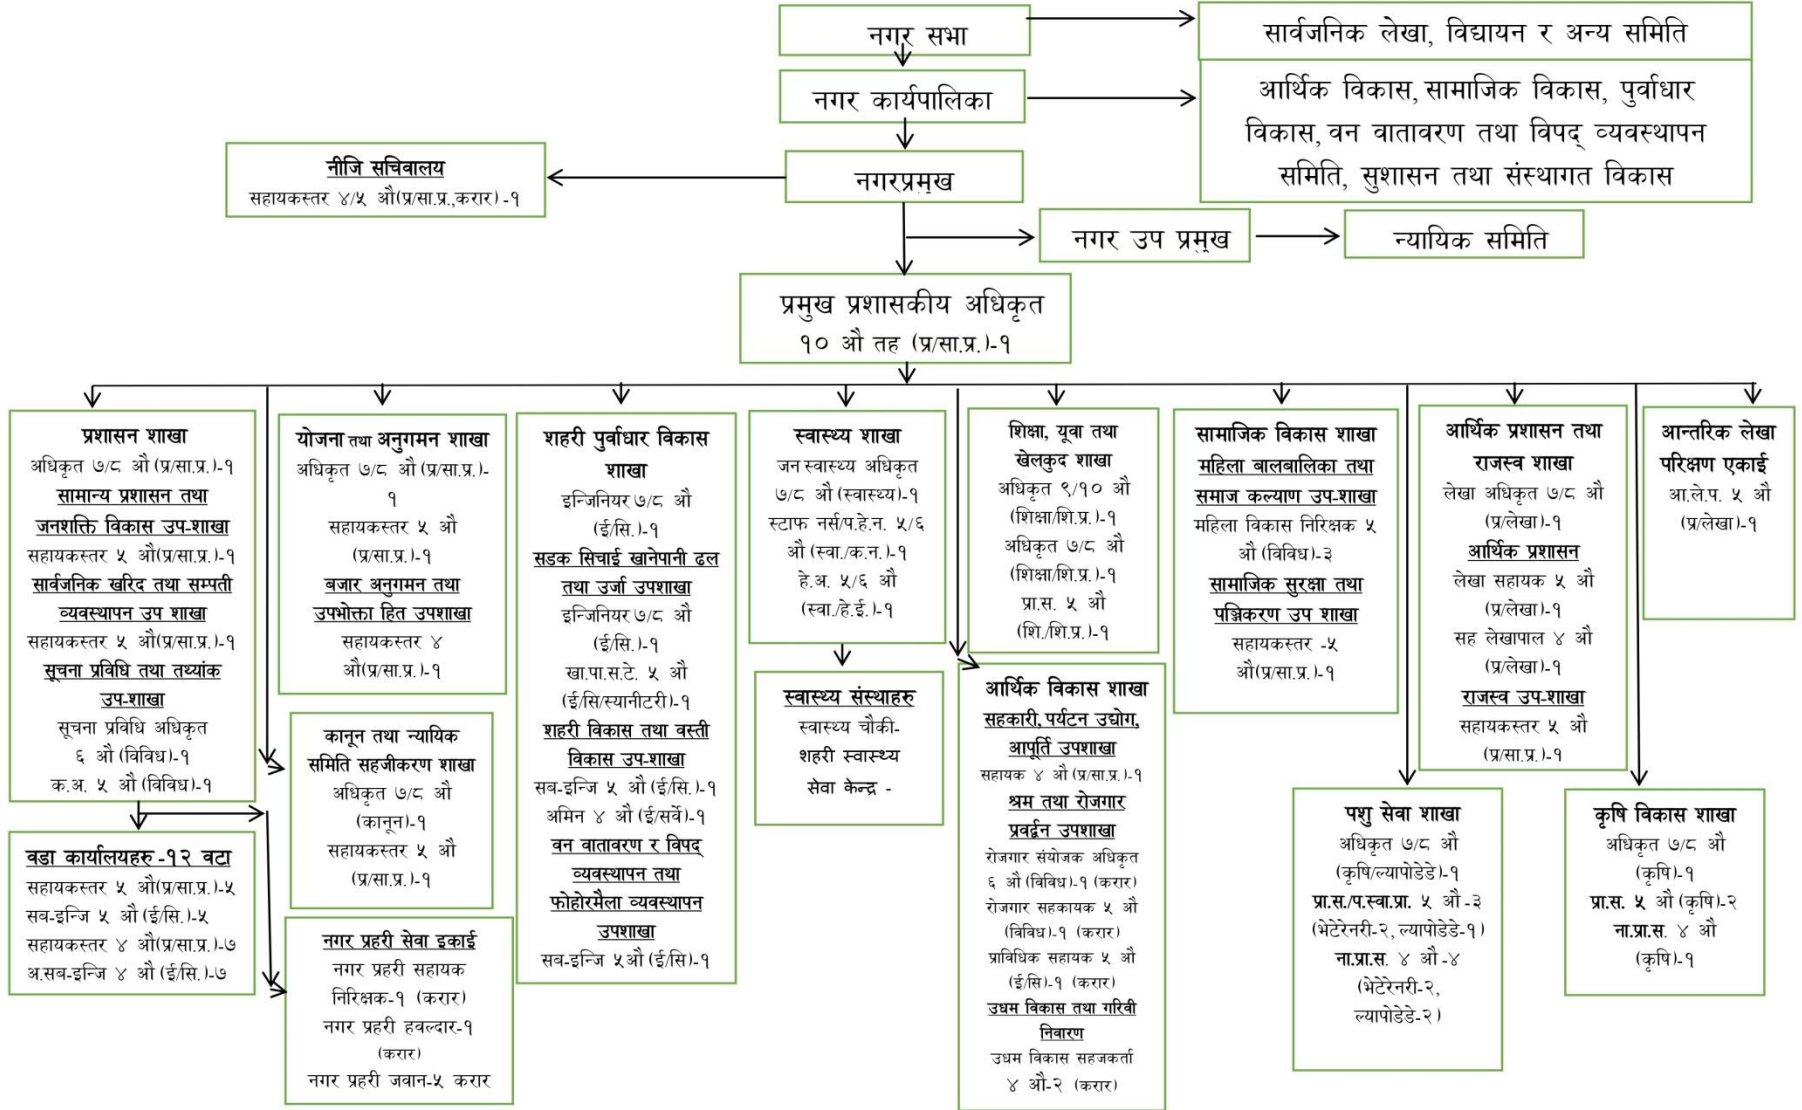 नगर सभा
सार्वजनिक लेखा, विद्यायन र अन्य समिति
नगर कार्यपालिका
आर्थिक विकास, सामाजिक विकास, पुर्वाधार
विकास, वन वातावरण तथा विपद् व्यवस्थापन
समिति, सुशासन तथा संस्थागत विकास
नीजि सचिवालय
सहायकस्तर ४/५ औ(प्र/सा.प्र.,करार) -१
नगरप्रमुख
नगर उप प्रमुख
न्यायिक समिति
प्रमुख प्रशासकीय अधिकृत
१० औ तह (प्र/सा.प्र.)-१
प्रशासन शाखा
अधिकृत ७/८ औ (प्र/सा.प्र.)-१
सामान्य प्रशासन तथा
जनशक्ति विकास उप-शाखा
सहायकस्तर ५ औ(प्र/सा.प्र.)-१
सार्वजनिक खरिद तथा सम्पती
व्यवस्थापन उप शाखा
सहायकस्तर ५ औ(प्र/सा.प्र.)-१
सूचना प्रविधि तथा तथ्यांक
उप-शाखा
सूचना प्रविधि अधिकृत
६ औ (विविध)-१
क.अ. ५ औ (विविध)-१
वडा कार्यालयहरु -१२ वटा
सहायकस्तर ५ औ(प्र/सा.प्र.)-५
सब-इन्जि ५ औ (ई/सि.)-५
सहायकस्तर ४ औ(प्र/सा.प्र.)-७
अ.सब-इन्जि ४ औ (ई/सि.)-७
योजना तथा अनुगमन शाखा
अधिकृत ७/८ औ (प्र/सा.प्र.)-
१
सहायकस्तर ५ औ
(प्र/सा.प्र.)-१
बजार अनुगमन तथा
उपभोक्ता हित उपशाखा
सहायकस्तर ४
औ(प्र/सा.प्र.)-१
कानून तथा न्यायिक
समिति सहजीकरण शाखा
अधिकृत ७/८ औ
(कानून)-१
सहायकस्तर ५ औ
(प्र/सा.प्र.)-१
नगर प्रहरी सेवा इकाई
नगर प्रहरी सहायक
निरिक्षक-१ (करार)
नगर प्रहरी हवल्दार-१
(करार)
नगर प्रहरी जवान-५ करार
शहरी पुर्वाधार विकास
शाखा
इन्जिनियर ७/८ औ
(ई/सि.)-१
सडक सिचाई खानेपानी ढल
तथा उर्जा उपशाखा
इन्जिनियर ७/८ औ
(ई/सि.)-१
खा.पा.स.टे. ५ औ
(ई/सि/स्यानीटरी)-१
शहरी विकास तथा वस्ती
विकास उप-शाखा
सब-इन्जि ५ औ (ई/सि.)-१
अमिन ४ औ (ई/सर्वे)-१
वन वातावरण र विपद्
व्यवस्थापन तथा
फोहोरमैला व्यवस्थापन
उपशाखा
सब-इन्जि ५औ (ई/सि)-१
स्वास्थ्य शाखा
जन स्वास्थ्य अधिकृत
७/८ औ (स्वास्थ्य)-१
स्टाफ नर्स/प.हे.न. ५/६
औ (स्वा./क.न.)-१
हे.अ. ५/६ औ
(स्वा./हे.ई.)-१
स्वास्थ्य संस्थाहरु
स्वास्थ्य चौकी-
शहरी स्वास्थ्य
सेवा केन्द्र -
शिक्षा, यूवा तथा
खेलकुद शाखा
अधिकृत ९/१० औ
(शिक्षा/शि.प्र.)-१
अधिकृत ७/८ औ
(शिक्षा/शि.प्र.)-१
प्रा.स. ५ औ
(शि./शि.प्र.)-१
आर्थिक विकास शाखा
सहकारी, पर्यटन उद्योग,
आपूर्ति उपशाखा
सहायक ४ औ (प्र/सा.प्र.)-१
श्रम तथा रोजगार
प्रवर्द्वन उपशाखा
रोजगार संयोजक अधिकृत
६ औ (विविध)-१ (करार)
रोजगार सहकायक ५ औ
(विविध)-१ (करार)
प्राविधिक सहायक ५ औ
(ई/सि)-१ (करार)
उधम विकास तथा गरिवी
निवारण
उधम विकास सहजकर्ता
४ औ-२ (करार)
सामाजिक विकास शाखा
महिला बालबालिका तथा
समाज कल्याण उप-शाखा
महिला विकास निरिक्षक ५
औ (विविध)-३
सामाजिक सुरक्षा तथा
पञ्जिकरण उप शाखा
सहायकस्तर -५
औ(प्र/सा.प्र.)-१
आर्थिक प्रशासन तथा
राजस्व शाखा
लेखा अधिकृत ७/८ औ
(प्र/लेखा)-१
आर्थिक प्रशासन
लेखा सहायक ५ औ
(प्र/लेखा)-१
सह लेखापाल ४ औ
(प्र/लेखा)-१
राजस्व उप-शाखा
सहायकस्तर ५ औ
(प्र/सा.प्र.)-१
पशु सेवा शाखा
अधिकृत ७/८ औ
(कृषि/ल्यापोडेडे)-१
प्रा.स./प.स्वा.प्रा. ५ औ -३
(भेटेरेनरी-२, ल्यापोडेडे-१)
ना.प्रा.स. ४ औ -४
(भेटेरेनरी-२,
ल्यापोडेडे-२)
आन्तरिक लेखा
परिक्षण एकाई
आ.ले.प. ५ औ
(प्र/लेखा)-१
कृषि विकास शाखा
अधिकृत ७/८ औ
(कृषि)-१
प्रा.स. ५ औ (कृषि)-२
ना.प्रा.स. ४ औ
(कृषि)-१